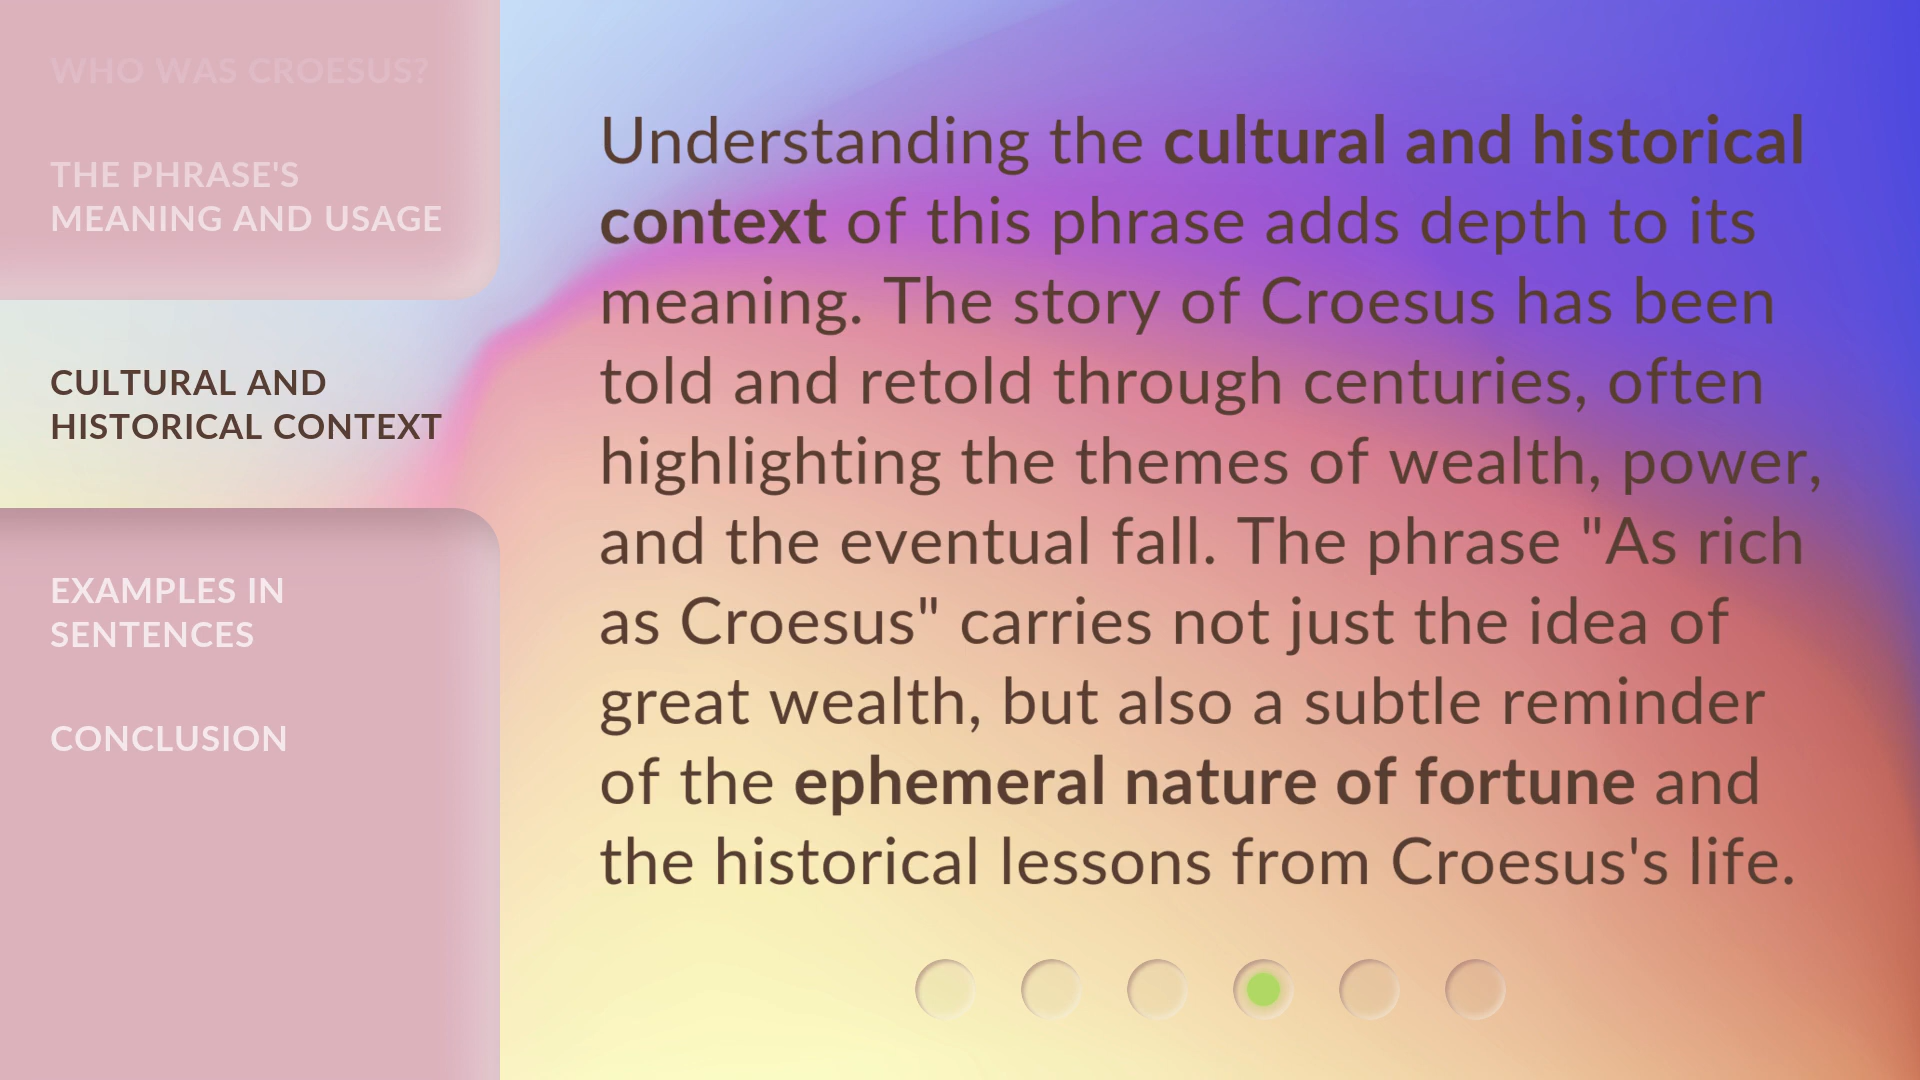 WHO WAS CROESUS?
THE PHRASE'S
MEANING AND USAGE
CULTURAL AND
HISTORICAL CONTEXT
EXAMPLES IN
SENTENCES
CONCLUSION
Understanding the cultural and historical
context of this phrase adds depth to its
meaning. The story of Croesus has been
told and retold through centuries, often
highlighting the themes of wealth, power,
and the eventual fall. The phrase "As rich
as Croesus" carries not just the idea of
great wealth, but also a subtle reminder
of the ephemeral nature of fortune and
the historical lessons from Croesus's life.